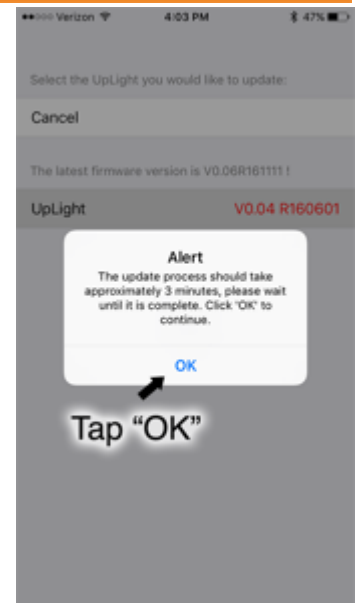 Verizon 4:03 PM 47%
Select the UpLight you would like to update:
Cancel
The latest firmware version is V0.06R161111 !
UpLight V0.04 R160601
Alert
The update process should take
approximately 3 minutes, please wait
until it is complete. Click 'OK' to
continue.
OK
Tap “OK”